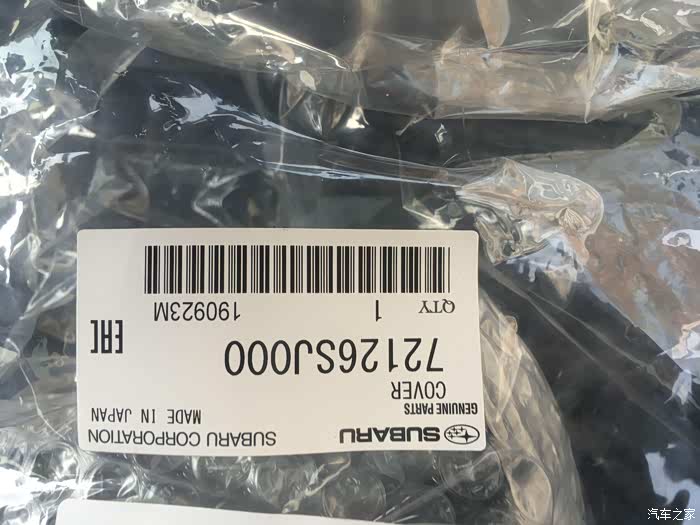 SUBARU SUBARU CORPORATION
GENUINE PARTS MADE IN JAPAN
COVER
72126SJ000
QTY 1 190923M
EAC
汽车之家